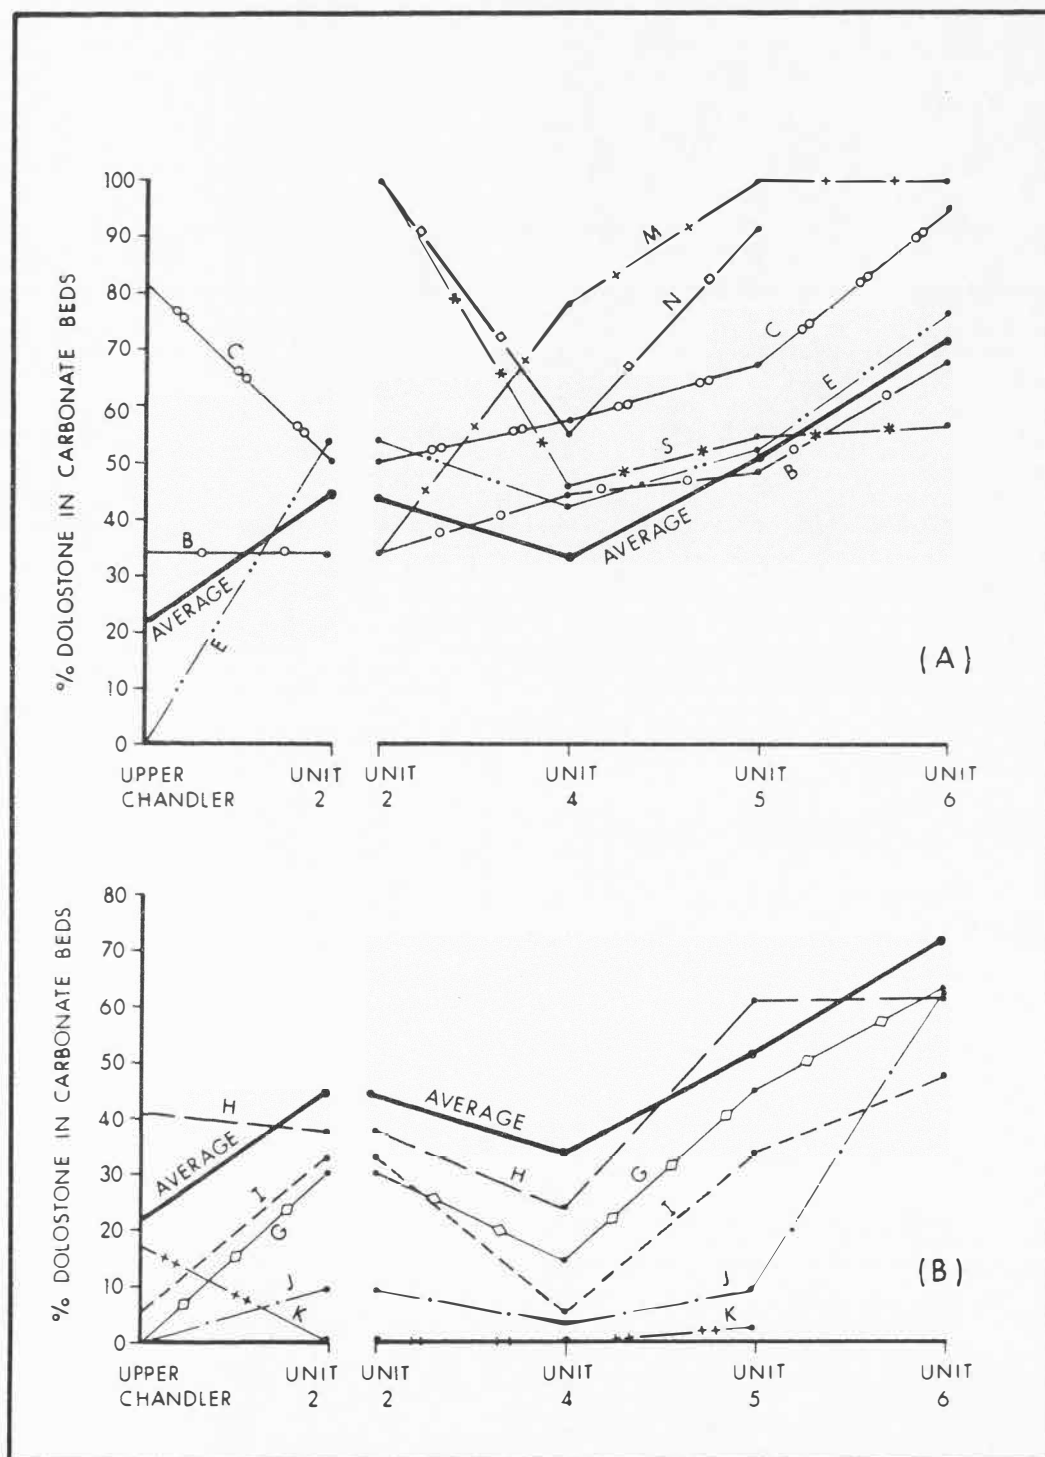 % DOLOSTONE IN CARBONATE BEDS
100
90
80
70
60
50
40
30
20
10
0
C
B
AVERAGE
E
M
N
C
E
S
B
AVERAGE
(A)
UPPER CHANDLER
UNIT 2
UNIT 2
UNIT 4
UNIT 5
UNIT 6
% DOLOSTONE IN CARBONATE BEDS
80
70
60
50
40
30
20
10
0
H
AVERAGE
I
G
J
K
AVERAGE
H
G
I
J
K
(B)
UPPER CHANDLER
UNIT 2
UNIT 2
UNIT 4
UNIT 5
UNIT 6